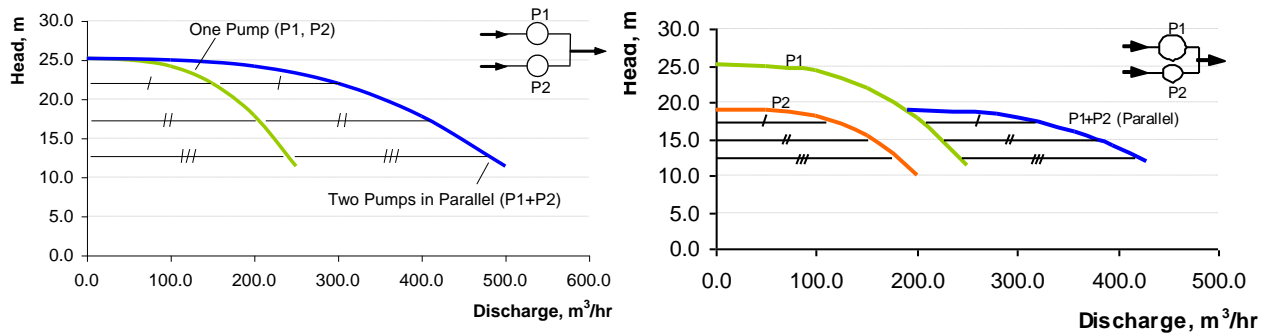 Head, m
30.0
25.0
20.0
15.0
10.0
5.0
0.0
One Pump (P1, P2)
P1
P2
Two Pumps in Parallel (P1+P2)
0.0 100.0 200.0 300.0 400.0 500.0 600.0
Discharge, m³/hr
Head, m
30.0
25.0
20.0
15.0
10.0
5.0
0.0
P1
P2
P1
P2
P1+P2 (Parallel)
0.0 100.0 200.0 300.0 400.0 500.0
Discharge, m³/hr